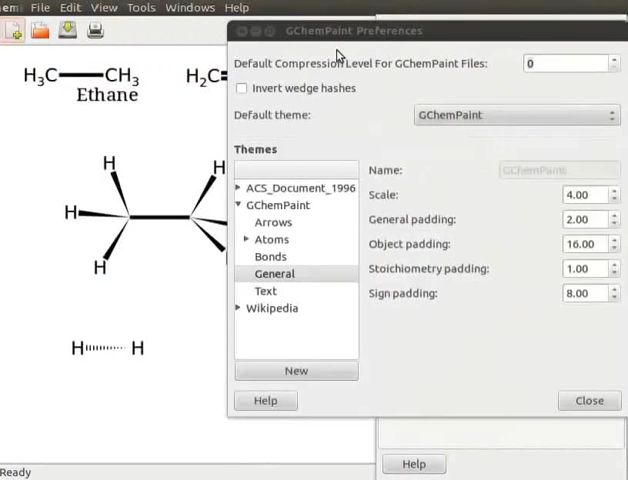 File Edit View Tools Windows Help
GChemPaint Preferences
H3C CH3 H2C
Ethane
Default Compression Level For GChemPaint Files: 0
Invert wedge hashes
Default theme: GChemPaint
Themes
ACS_Document_1996
GChemPaint
Arrows
Atoms
Bonds
General
Text
Wikipedia
New
Name: GChemPaint
Scale: 4.00
General padding: 2.00
Object padding: 16.00
Stoichiometry padding: 1.00
Sign padding: 8.00
Help Close
H H
H
H
H H
Help
Ready